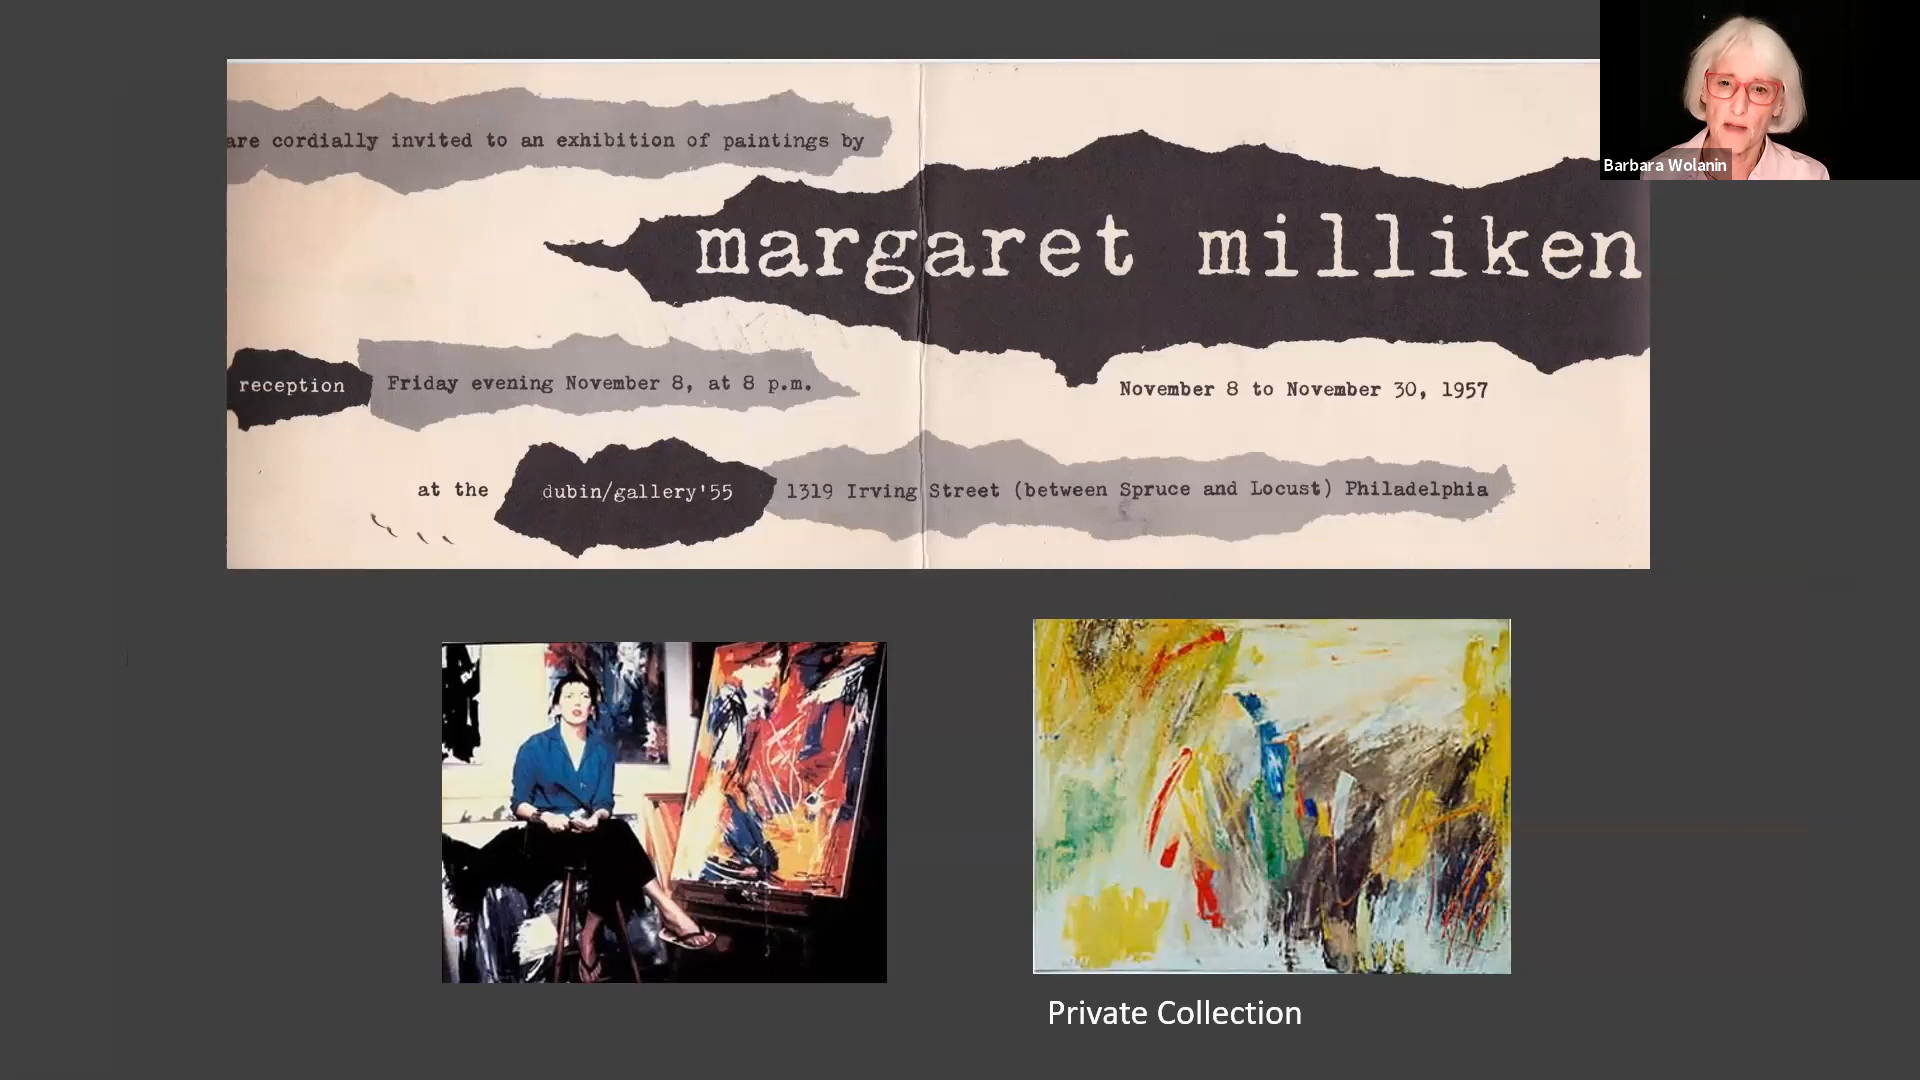 are cordially invited to an exhibition of paintings by
margaret milliken
reception Friday evening November 8, at 8 p.m.
November 8 to November 30, 1957
at the dubin/gallery'55 1319 Irving Street (between Spruce and Locust) Philadelphia
Private Collection
Barbara Wolanin